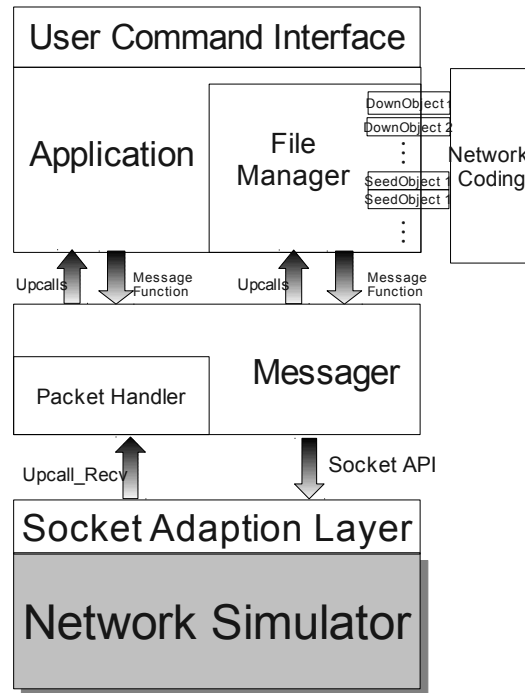 User Command Interface
Application
File
Manager
DownObject 1
DownObject 2
SeedObject 1
SeedObject 1
Network
Coding
Upcalls
Message
Function
Upcalls
Message
Function
Messager
Packet Handler
Upcall_Recv
Socket API
Socket Adaption Layer
Network Simulator